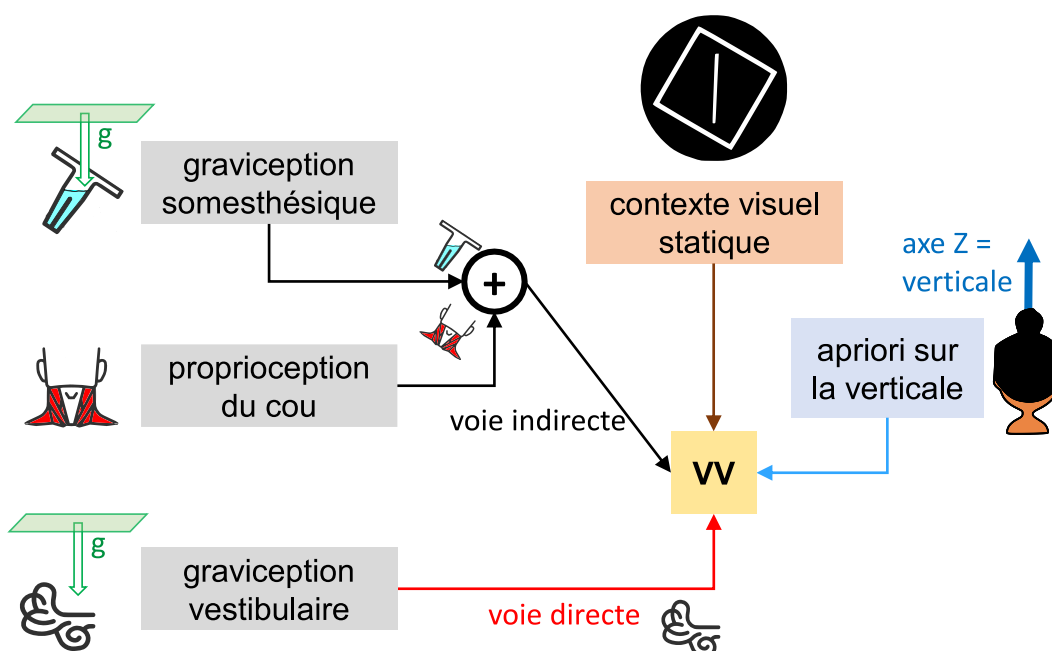 g
graviception
somesthésique
contexte visuel
statique
axe Z =
verticale
+
proprioception
du cou
apriori sur
la verticale
voie indirecte
VV
g
graviception
vestibulaire
voie directe